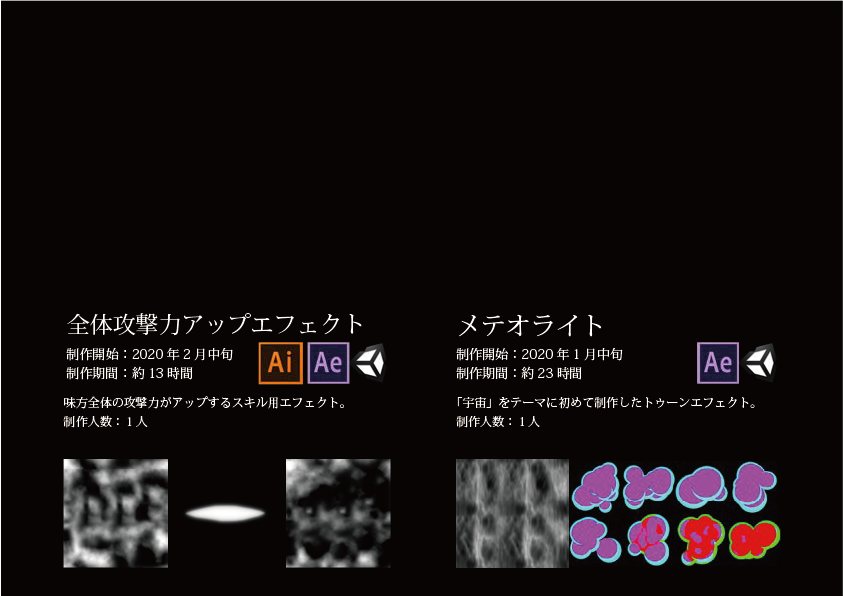 全体攻撃力アップエフェクト
制作開始：2020 年 2 月中旬
制作期間：約 13 時間
Ai
Ae
味方全体の攻撃力がアップするスキル用エフェクト。
制作人数：1 人
メテオライト
制作開始：2020 年 1 月中旬
制作期間：約 23 時間
Ae
「宇宙」をテーマに初めて制作したトゥーンエフェクト。
制作人数：1 人